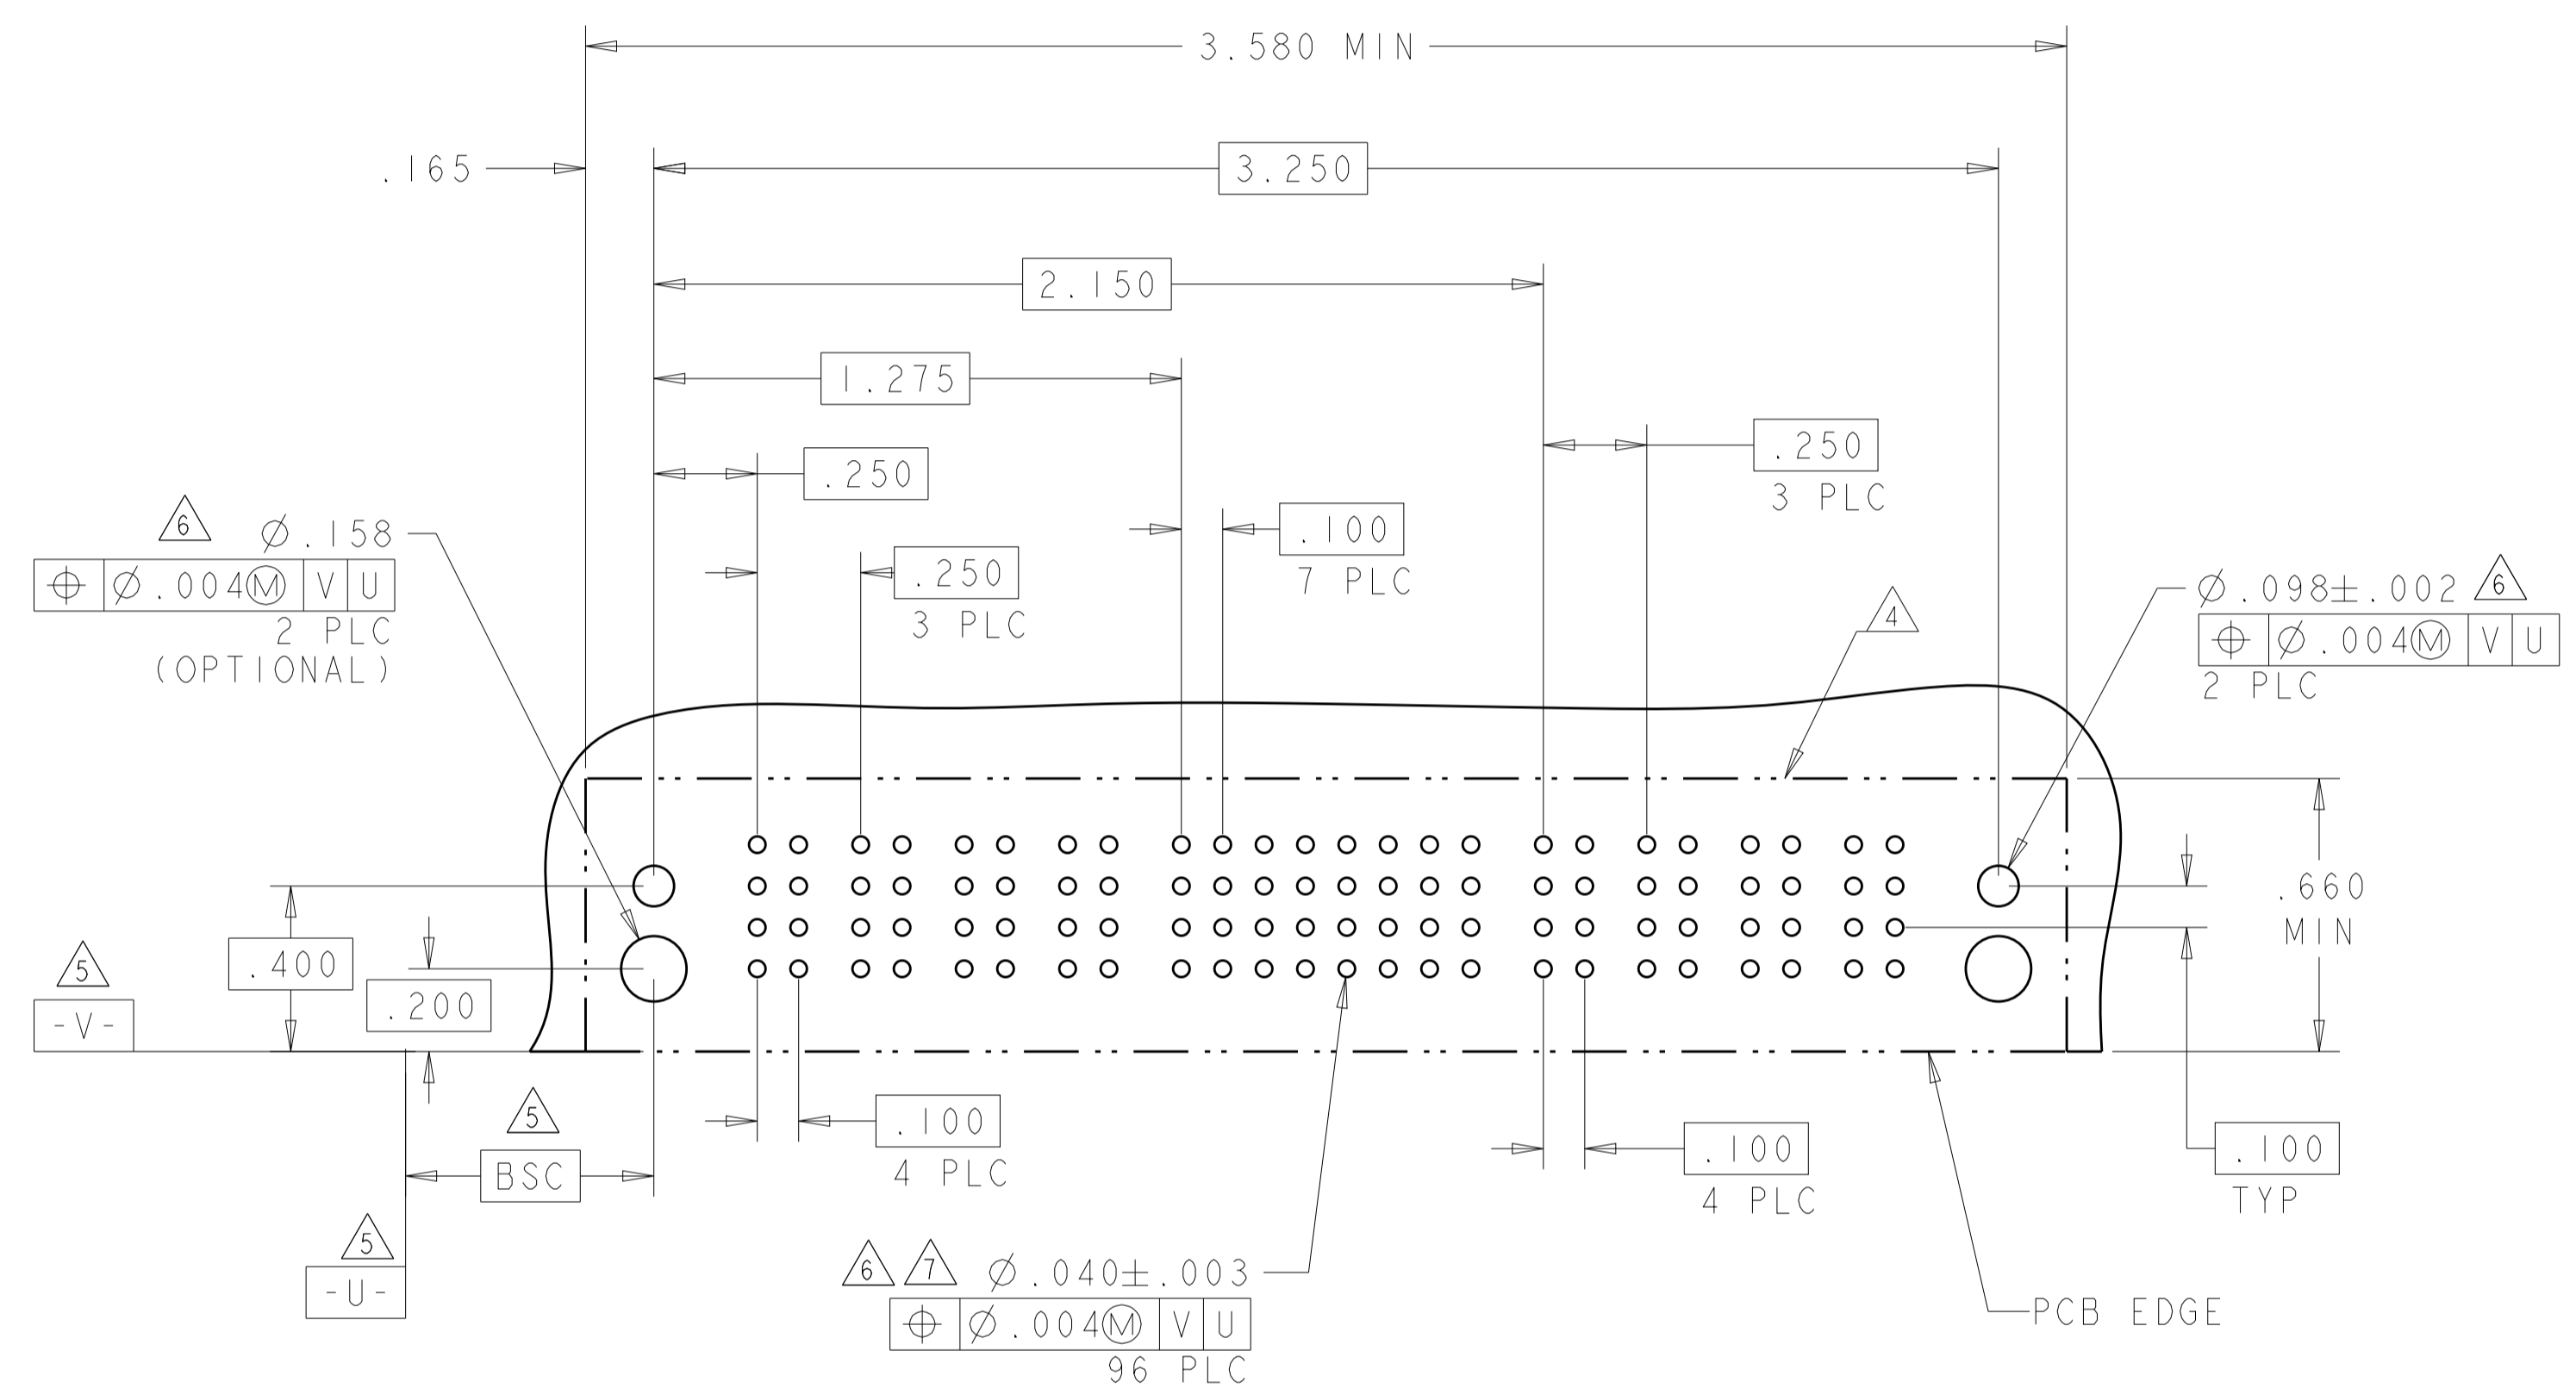 3.580 MIN
.165
3.250
2.150
1.275
.250
3 PLC
.250
.100
7 PLC
.250
3 PLC
6 Ø.158
⌖ Ø.004Ⓜ V U
2 PLC
(OPTIONAL)
Ø.098±.002 6
⌖ Ø.004Ⓜ V U
2 PLC
4
.660
MIN
.400
.200
5
-V-
.100
4 PLC
5
BSC
.100
4 PLC
.100
TYP
5
-U-
6 7 Ø.040±.003
⌖ Ø.004Ⓜ V U
96 PLC
PCB EDGE